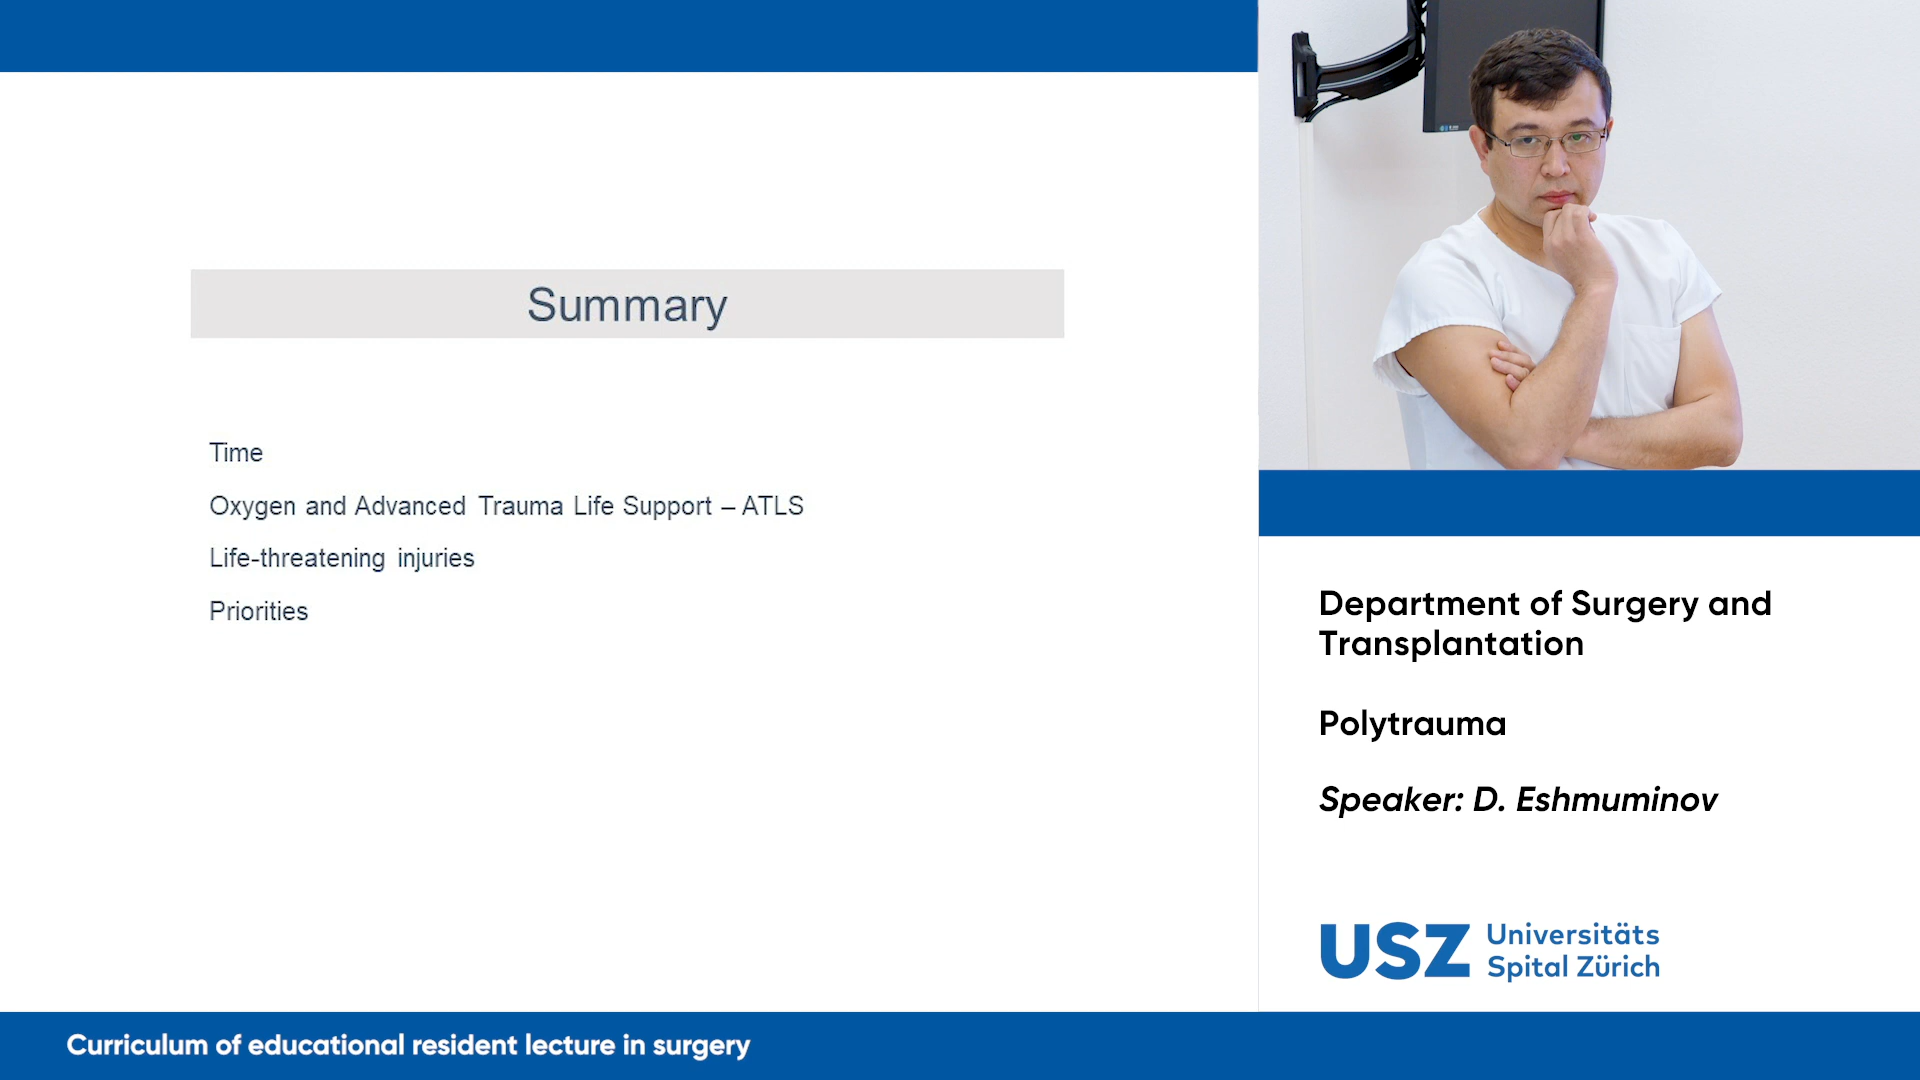 Summary
Time
Oxygen and Advanced Trauma Life Support – ATLS
Life-threatening injuries
Priorities
Department of Surgery and
Transplantation
Polytrauma
Speaker: D. Eshmuminov
USZ Universitäts
Spital Zürich
Curriculum of educational resident lecture in surgery